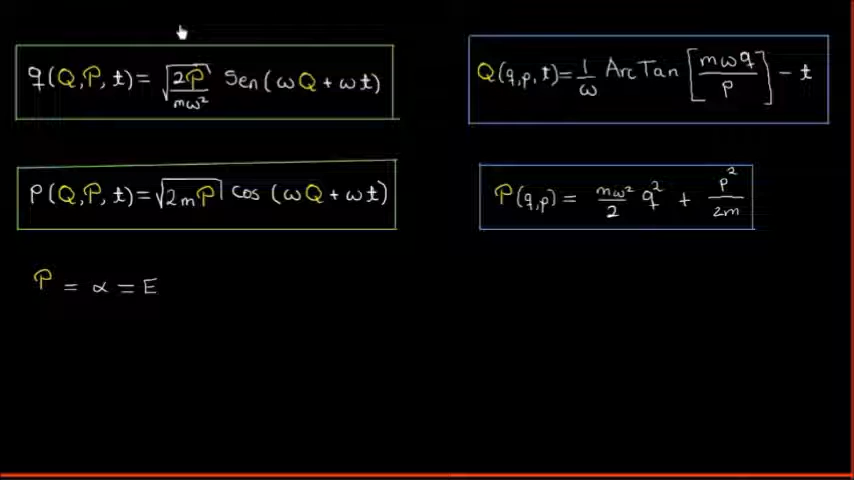 q(Q,P,t)= √(2P/mω²) Sen(ωQ+ωt)
Q(q,p,t)= 1/ω ArcTan [mωq/p] - t
p(Q,P,t)= √2mP cos (ωQ+ωt)
P(q,p) = mω²/2 q² + p²/2m
P = α = E